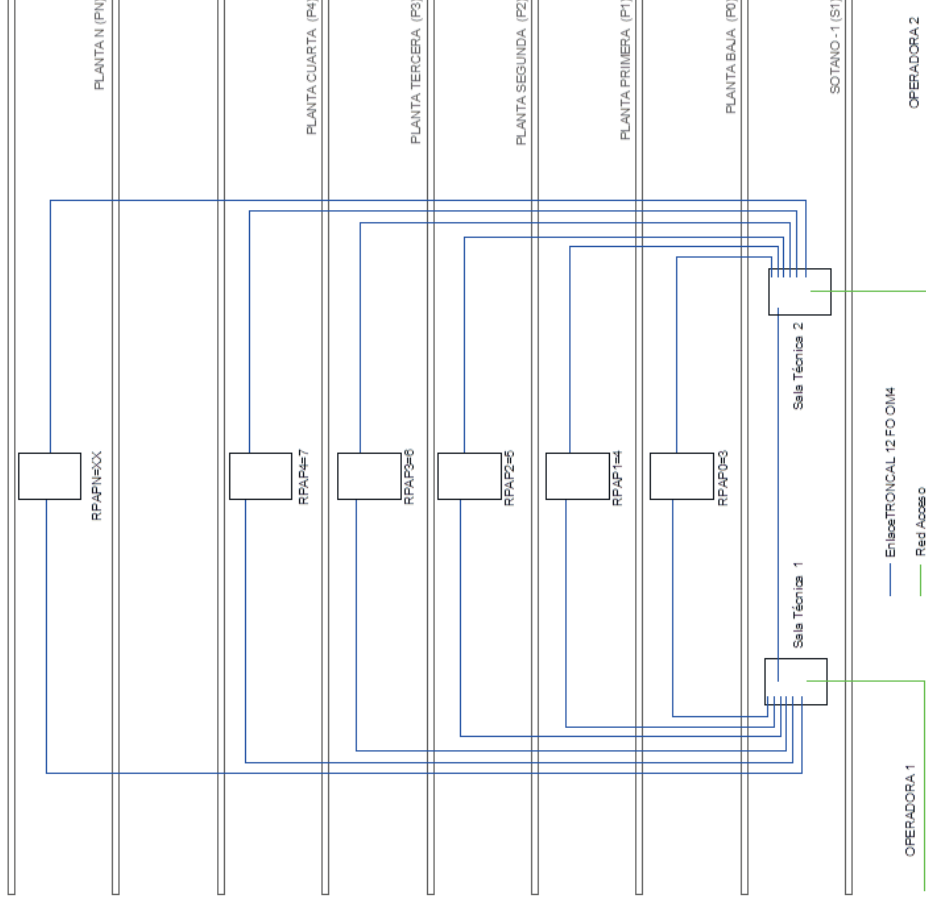 PLANTA N (PN)
RPAPN=XX
PLANTA CUARTA (P4)
RPAP4=7
PLANTA TERCERA (P3)
RPAP3=6
PLANTA SEGUNDA (P2)
RPAP2=5
PLANTA PRIMERA (P1)
RPAP1=4
PLANTA BAJA (P0)
RPAP0=3
SOTANO -1 (S1)
Sala Técnica 1
Sala Técnica 2
OPERADORA 1
OPERADORA 2
EnlaceTRONCAL 12 FO OM4
Red Acceso